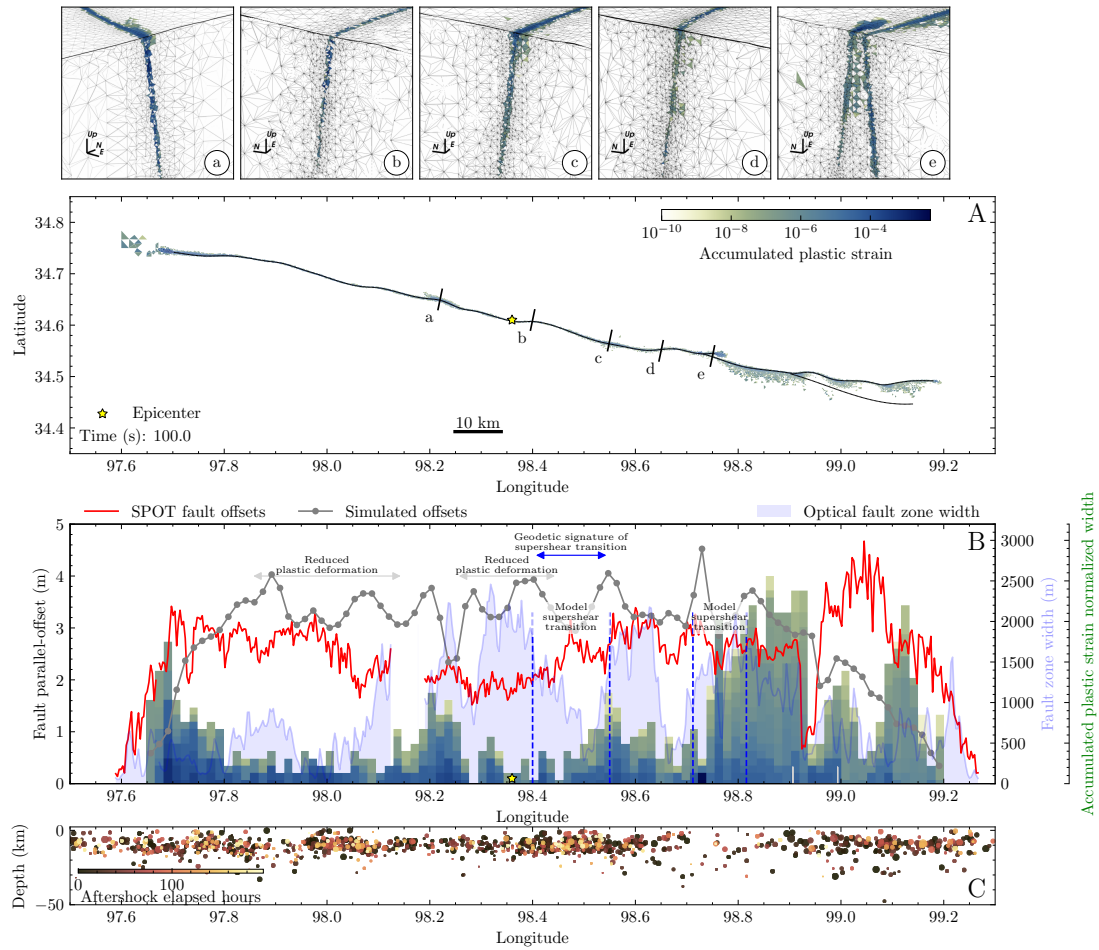 Up
N
E
a
Up
N
E
b
Up
N
E
c
Up
N
E
d
Up
N
E
e
A
34.8
34.7
34.6
34.5
34.4
Latitude
10⁻¹⁰ 10⁻⁸ 10⁻⁶ 10⁻⁴
Accumulated plastic strain
a
b
c
d
e
Epicenter
Time (s): 100.0
10 km
97.6 97.8 98.0 98.2 98.4 98.6 98.8 99.0 99.2
Longitude
SPOT fault offsets
Simulated offsets
Optical fault zone width
B
Geodetic signature of
supershear transition
Reduced
plastic deformation
Reduced
plastic deformation
Model
supershear
transition
Model
supershear
transition
5
4
3
2
1
0
Fault parallel-offset (m)
3000
2500
2000
1500
1000
500
0
Fault zone width (m)
Accumulated plastic strain normalized width
97.6 97.8 98.0 98.2 98.4 98.6 98.8 99.0 99.2
Longitude
0
−50
Depth (km)
0 100
Aftershock elapsed hours
C
97.6 97.8 98.0 98.2 98.4 98.6 98.8 99.0 99.2
Longitude